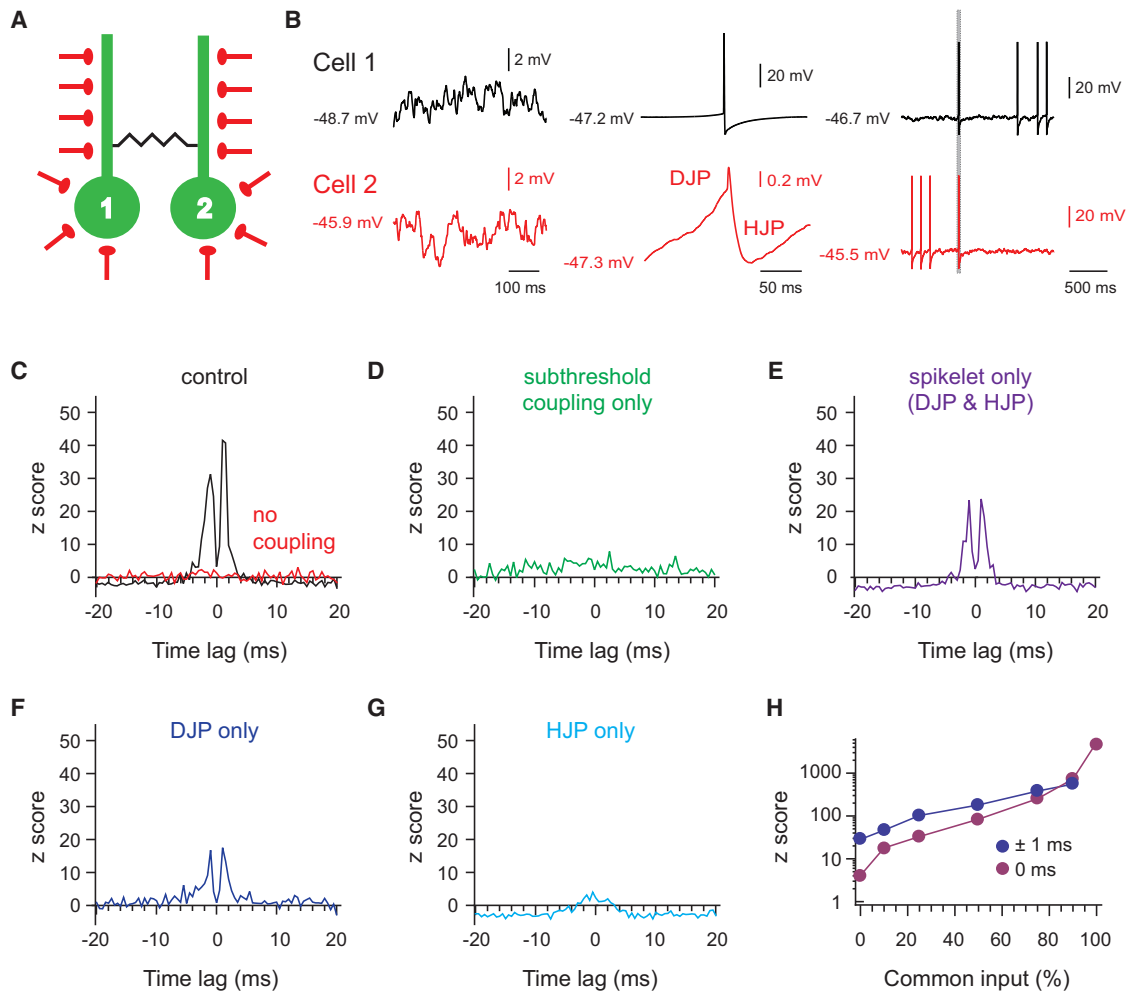 A
1
2
B
Cell 1
2 mV
-48.7 mV
20 mV
-47.2 mV
20 mV
-46.7 mV
Cell 2
2 mV
-45.9 mV
100 ms
DJP
HJP
0.2 mV
-47.3 mV
50 ms
20 mV
-45.5 mV
500 ms
C
control
no
coupling
50
40
30
20
10
0
z score
-20
-10
0
10
20
Time lag (ms)
D
subthreshold
coupling only
50
40
30
20
10
0
z score
-20
-10
0
10
20
Time lag (ms)
E
spikelet only
(DJP & HJP)
50
40
30
20
10
0
z score
-20
-10
0
10
20
Time lag (ms)
F
DJP only
50
40
30
20
10
0
z score
-20
-10
0
10
20
Time lag (ms)
G
HJP only
50
40
30
20
10
0
z score
-20
-10
0
10
20
Time lag (ms)
H
1000
100
10
1
z score
± 1 ms
0 ms
0
20
40
60
80
100
Common input (%)